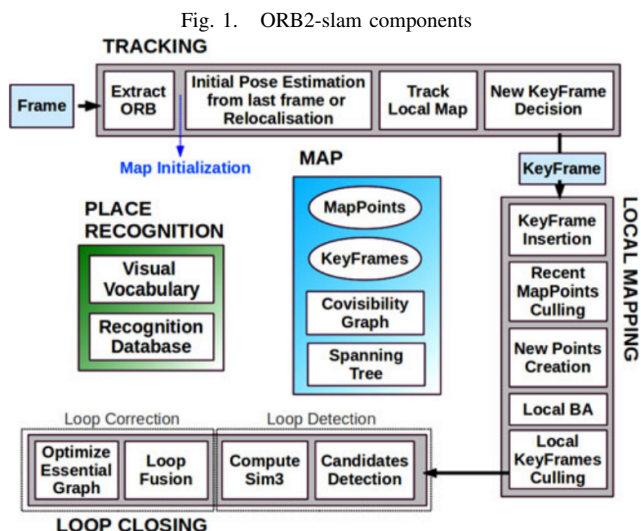 Fig. 1. ORB2-slam components
TRACKING
Frame
Extract
ORB
Initial Pose Estimation
from last frame or
Relocalisation
Track
Local Map
New KeyFrame
Decision
Map Initialization
KeyFrame
MAP
MapPoints
KeyFrames
Covisibility
Graph
Spanning
Tree
PLACE
RECOGNITION
Visual
Vocabulary
Recognition
Database
LOCAL MAPPING
KeyFrame
Insertion
Recent
MapPoints
Culling
New Points
Creation
Local BA
Local
KeyFrames
Culling
Loop Correction
Loop Detection
Optimize
Essential
Graph
Loop
Fusion
Compute
Sim3
Candidates
Detection
LOOP CLOSING